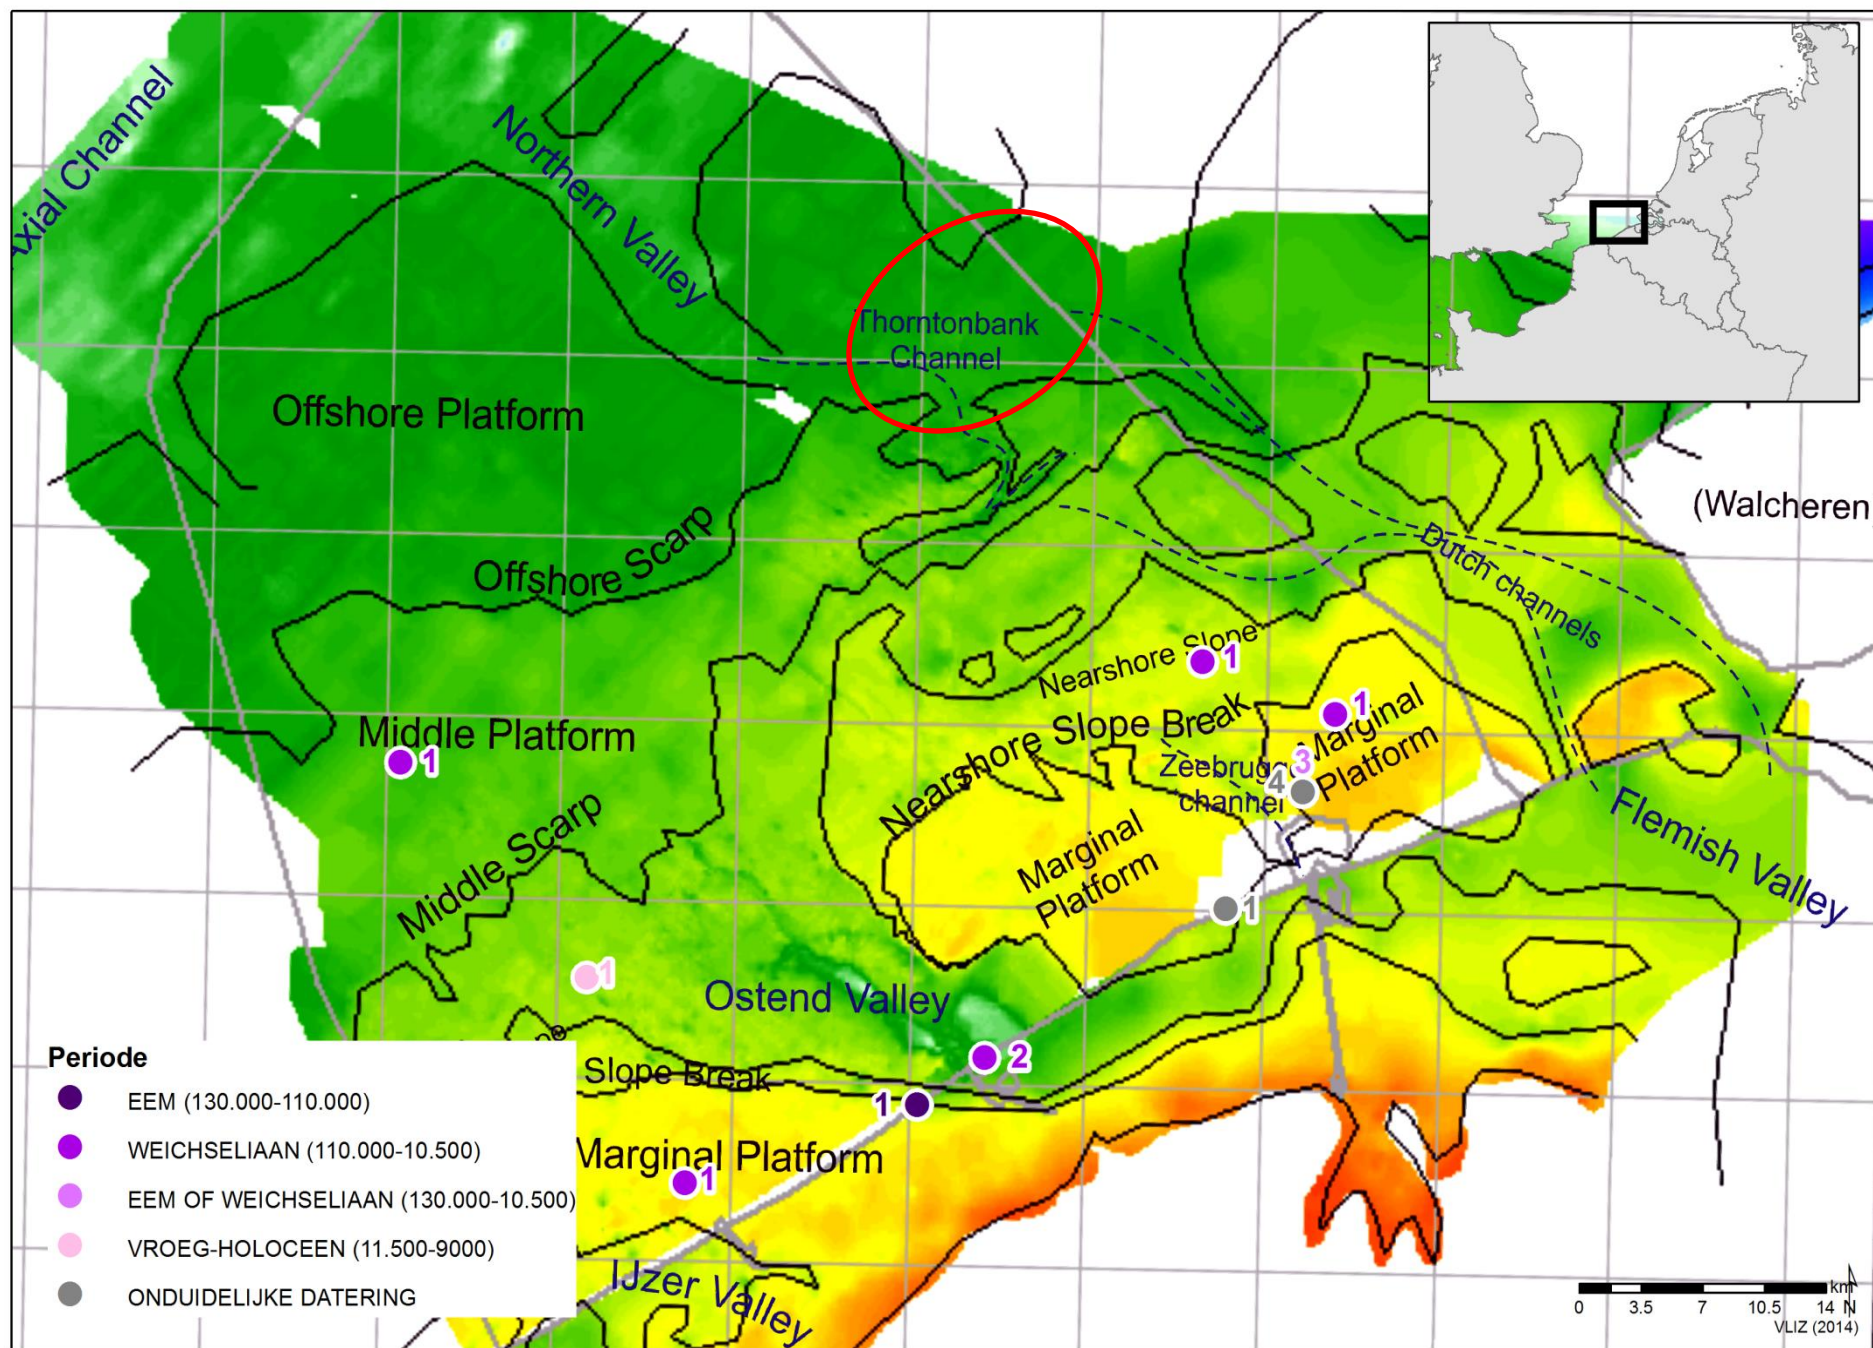 Axial Channel
Northern Valley
Thorntonbank
Channel
Offshore Platform
(Walcheren
Offshore Scarp
Dutch channels
Nearshore Slope
1
Nearshore Slope Break
1
Middle Platform
1
Marginal
Platform
Zeebrugge
channel
3
4
Middle Scarp
Marginal
Platform
Flemish Valley
1
1
Ostend Valley
2
Slope Break
1
Marginal Platform
1
IJzer Valley
Periode
EEM (130.000-110.000)
WEICHSELIAAN (110.000-10.500)
EEM OF WEICHSELIAAN (130.000-10.500)
VROEG-HOLOCEEN (11.500-9000)
ONDUIDELIJKE DATERING
km
0 3.5 7 10.5 14 N
VLIZ (2014)